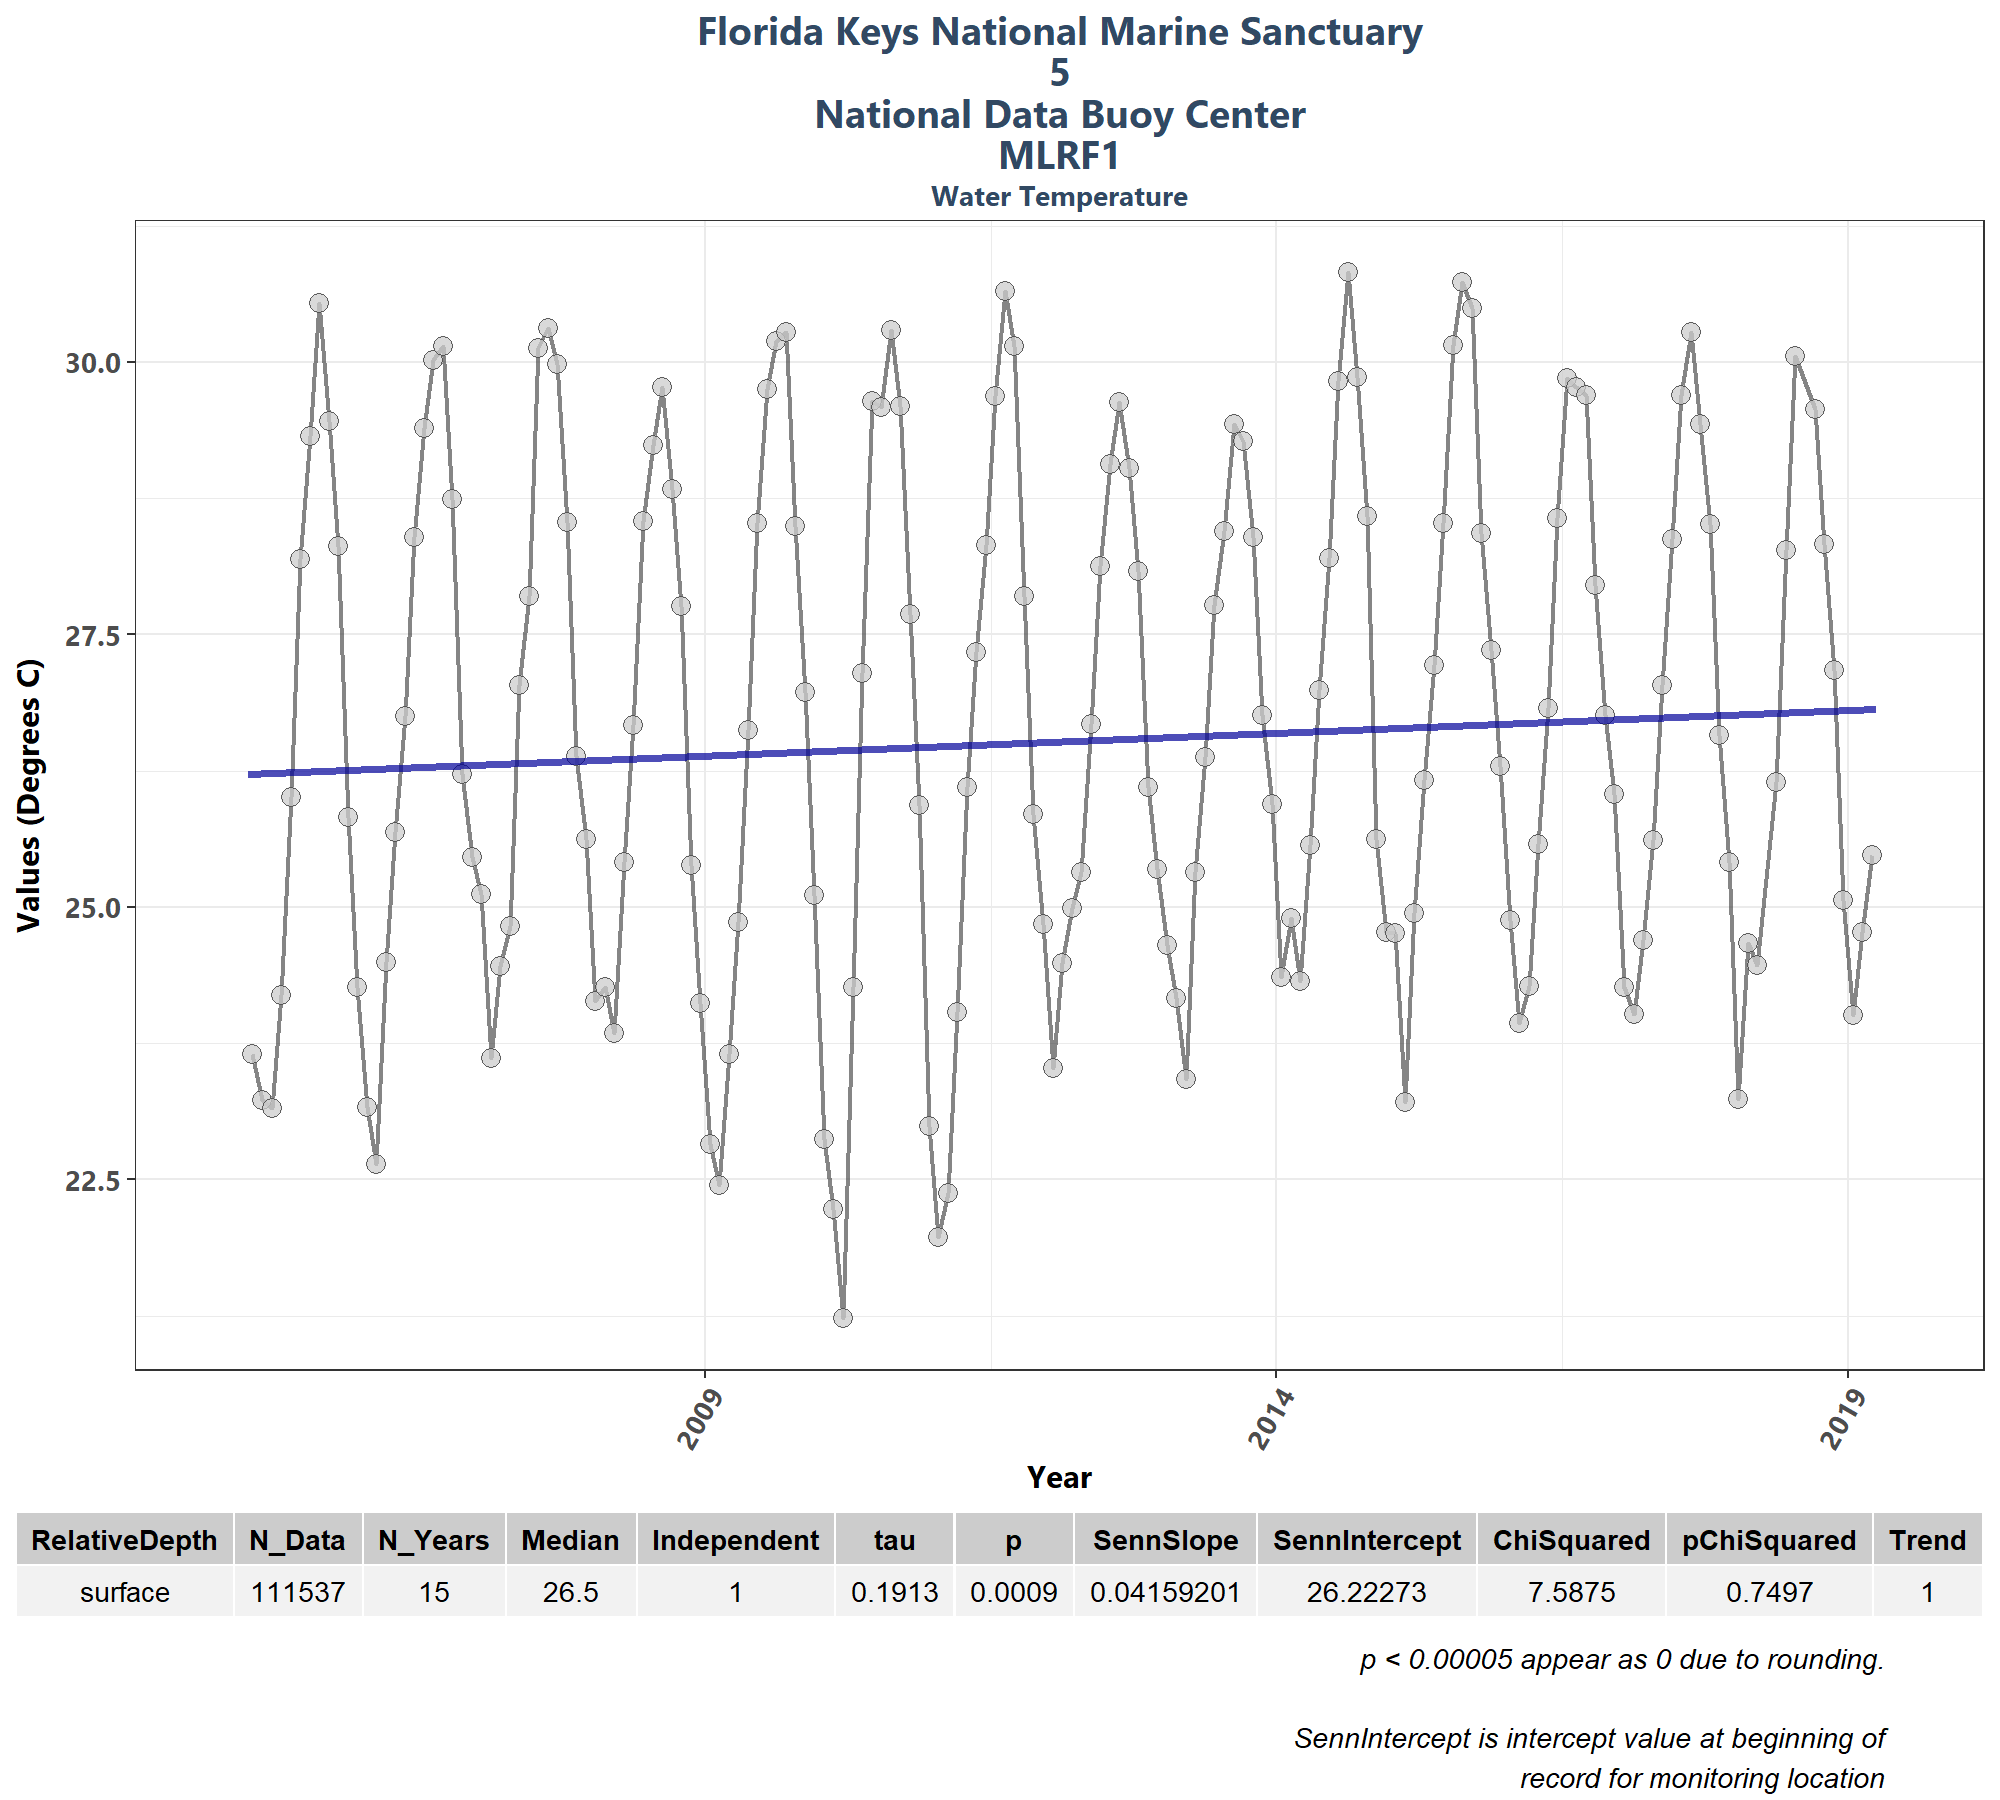 Florida Keys National Marine Sanctuary
5
National Data Buoy Center
MLRF1
Water Temperature
Values (Degrees C)
30.0
27.5
25.0
22.5
2009
2014
2019
Year
RelativeDepth N_Data N_Years Median Independent tau p SennSlope SennIntercept ChiSquared pChiSquared Trend
surface 111537 15 26.5 1 0.1913 0.0009 0.04159201 26.22273 7.5875 0.7497 1
p < 0.00005 appear as 0 due to rounding.
SennIntercept is intercept value at beginning of
record for monitoring location